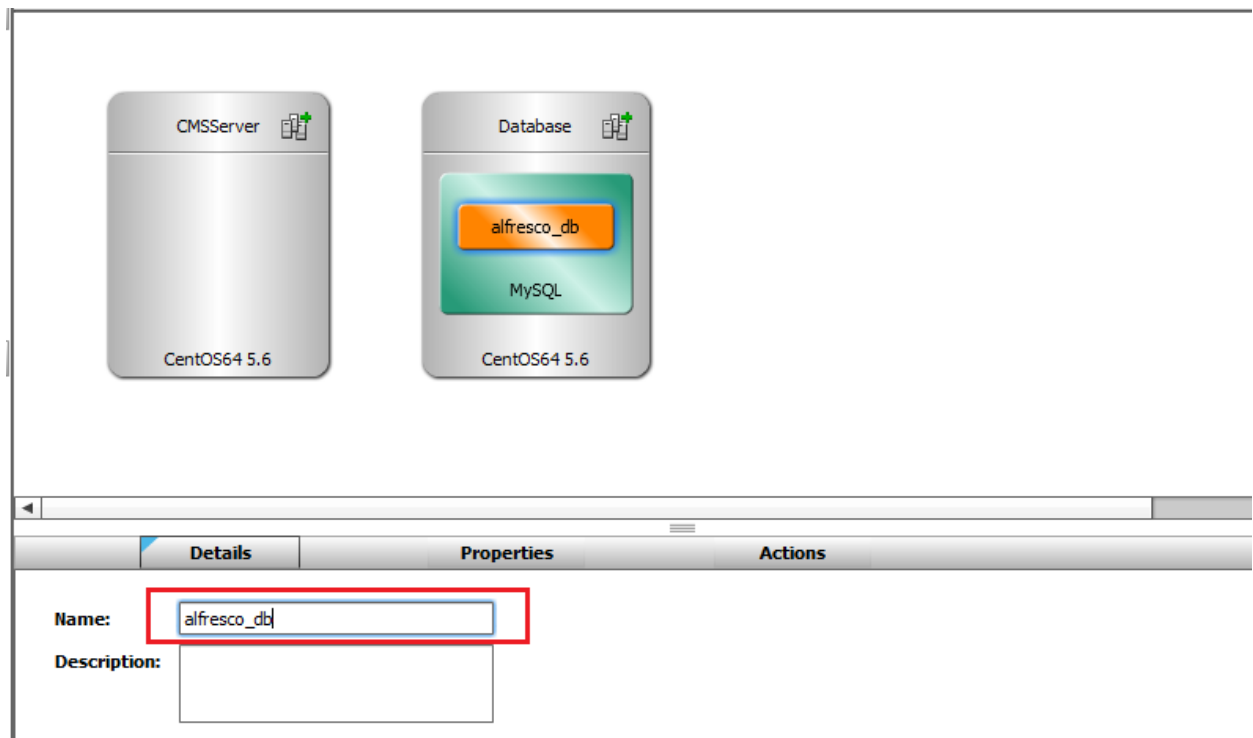 CMSServer
Database
alfresco_db
MySQL
CentOS64 5.6
CentOS64 5.6
Details
Properties
Actions
Name:
alfresco_db
Description: